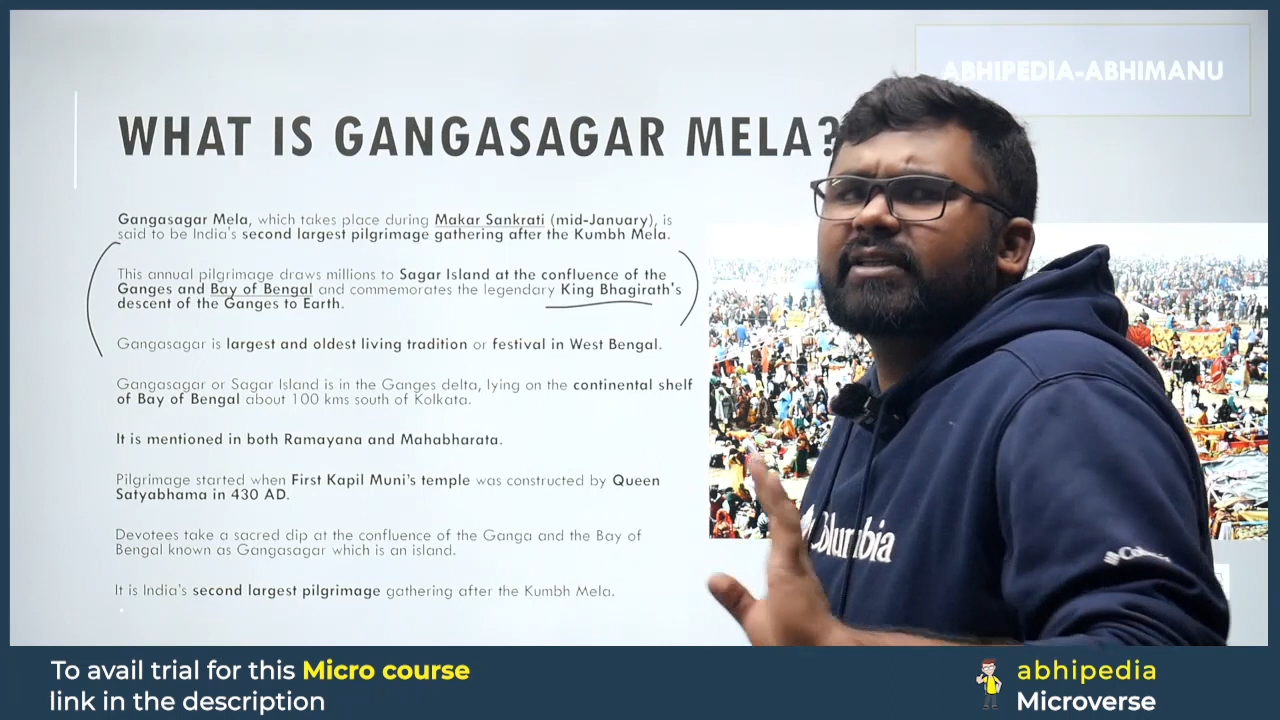 ABHIPEDIA-ABHIMANU
WHAT IS GANGASAGAR MELA?
Gangasagar Mela, which takes place during Makar Sankrati (mid-January), is
said to be India's second largest pilgrimage gathering after the Kumbh Mela.
This annual pilgrimage draws millions to Sagar Island at the confluence of the
Ganges and Bay of Bengal and commemorates the legendary King Bhagirath's
descent of the Ganges to Earth.
Gangasagar is largest and oldest living tradition or festival in West Bengal.
Gangasagar or Sagar Island is in the Ganges delta, lying on the continental shelf
of Bay of Bengal about 100 kms south of Kolkata.
It is mentioned in both Ramayana and Mahabharata.
Pilgrimage started when First Kapil Muni's temple was constructed by Queen
Satyabhama in 430 AD.
Devotees take a sacred dip at the confluence of the Ganga and the Bay of
Bengal known as Gangasagar which is an island.
It is India's second largest pilgrimage gathering after the Kumbh Mela.
Columbia
To avail trial for this Micro course
link in the description
abhipedia
Microverse